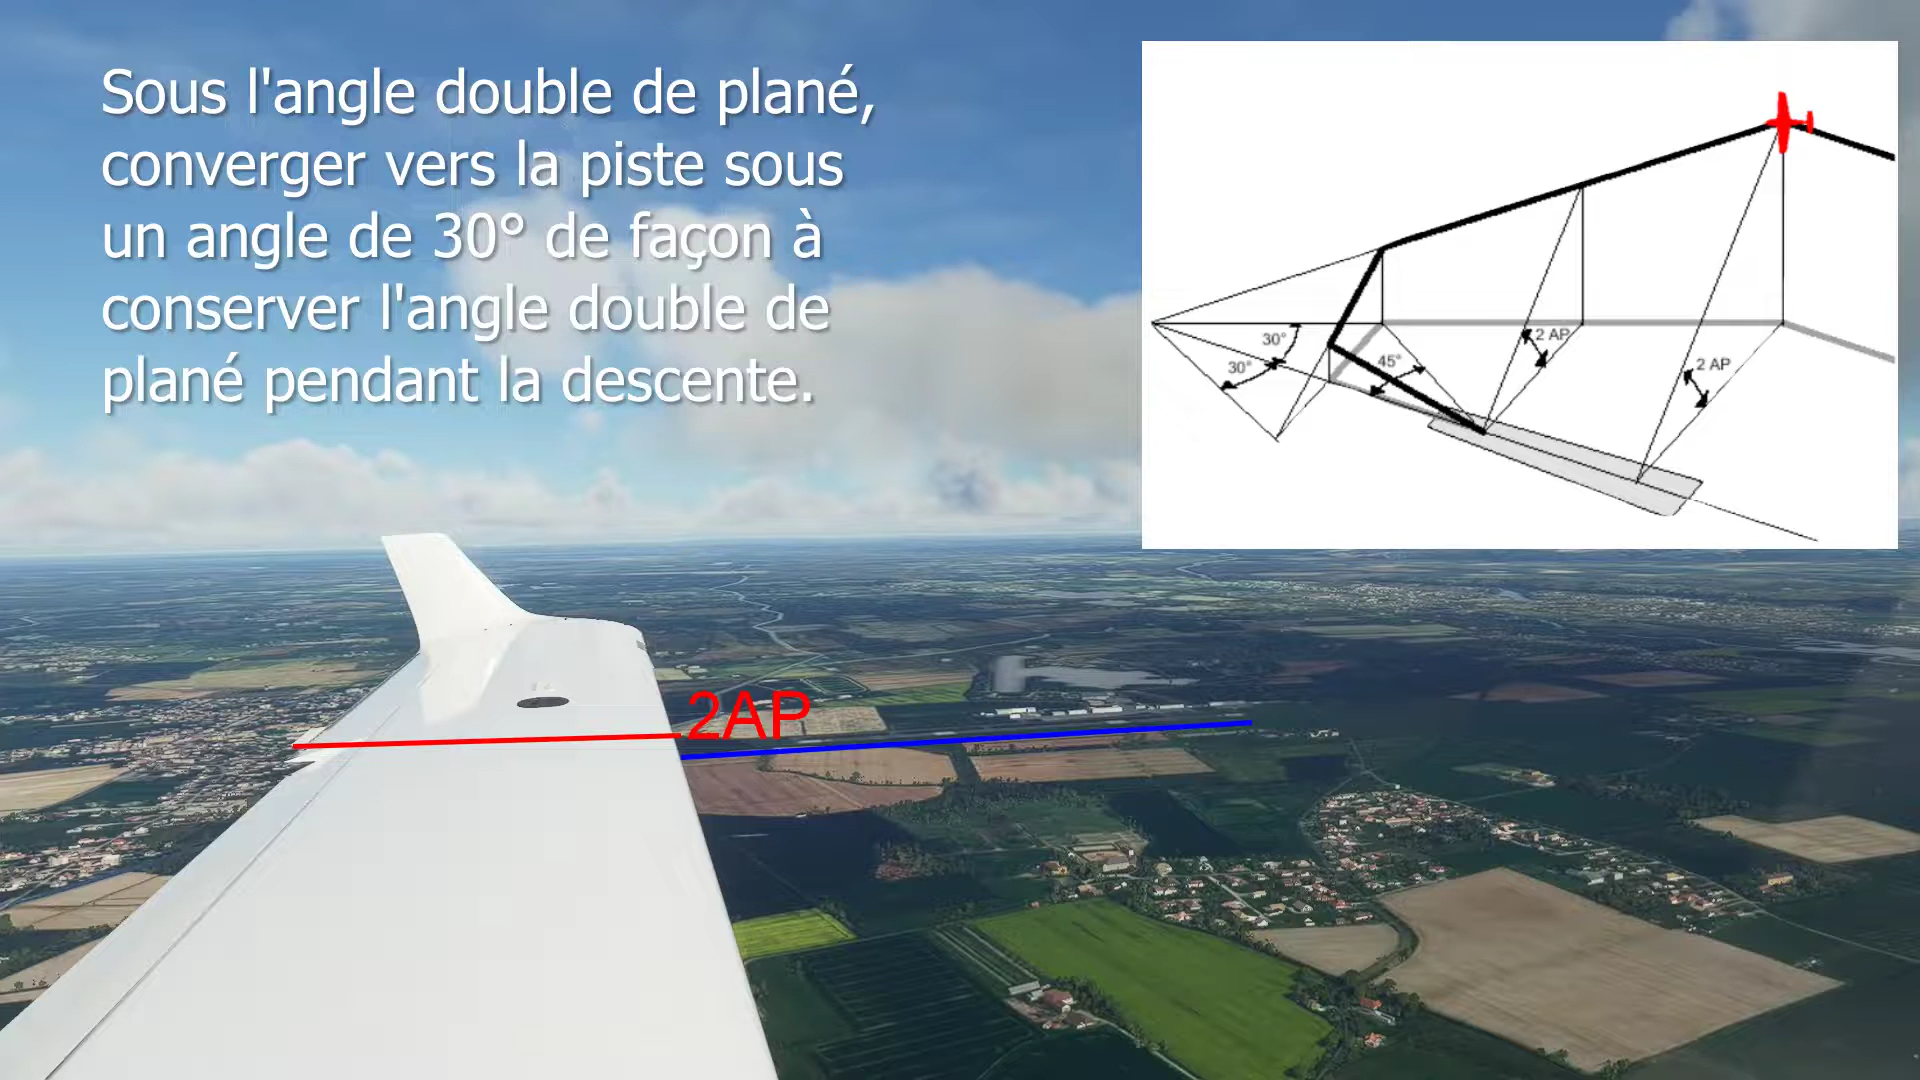 Sous l'angle double de plané,
converger vers la piste sous
un angle de 30° de façon à
conserver l'angle double de
plané pendant la descente.
30°
30°
45°
2 AP
2 AP
2AP